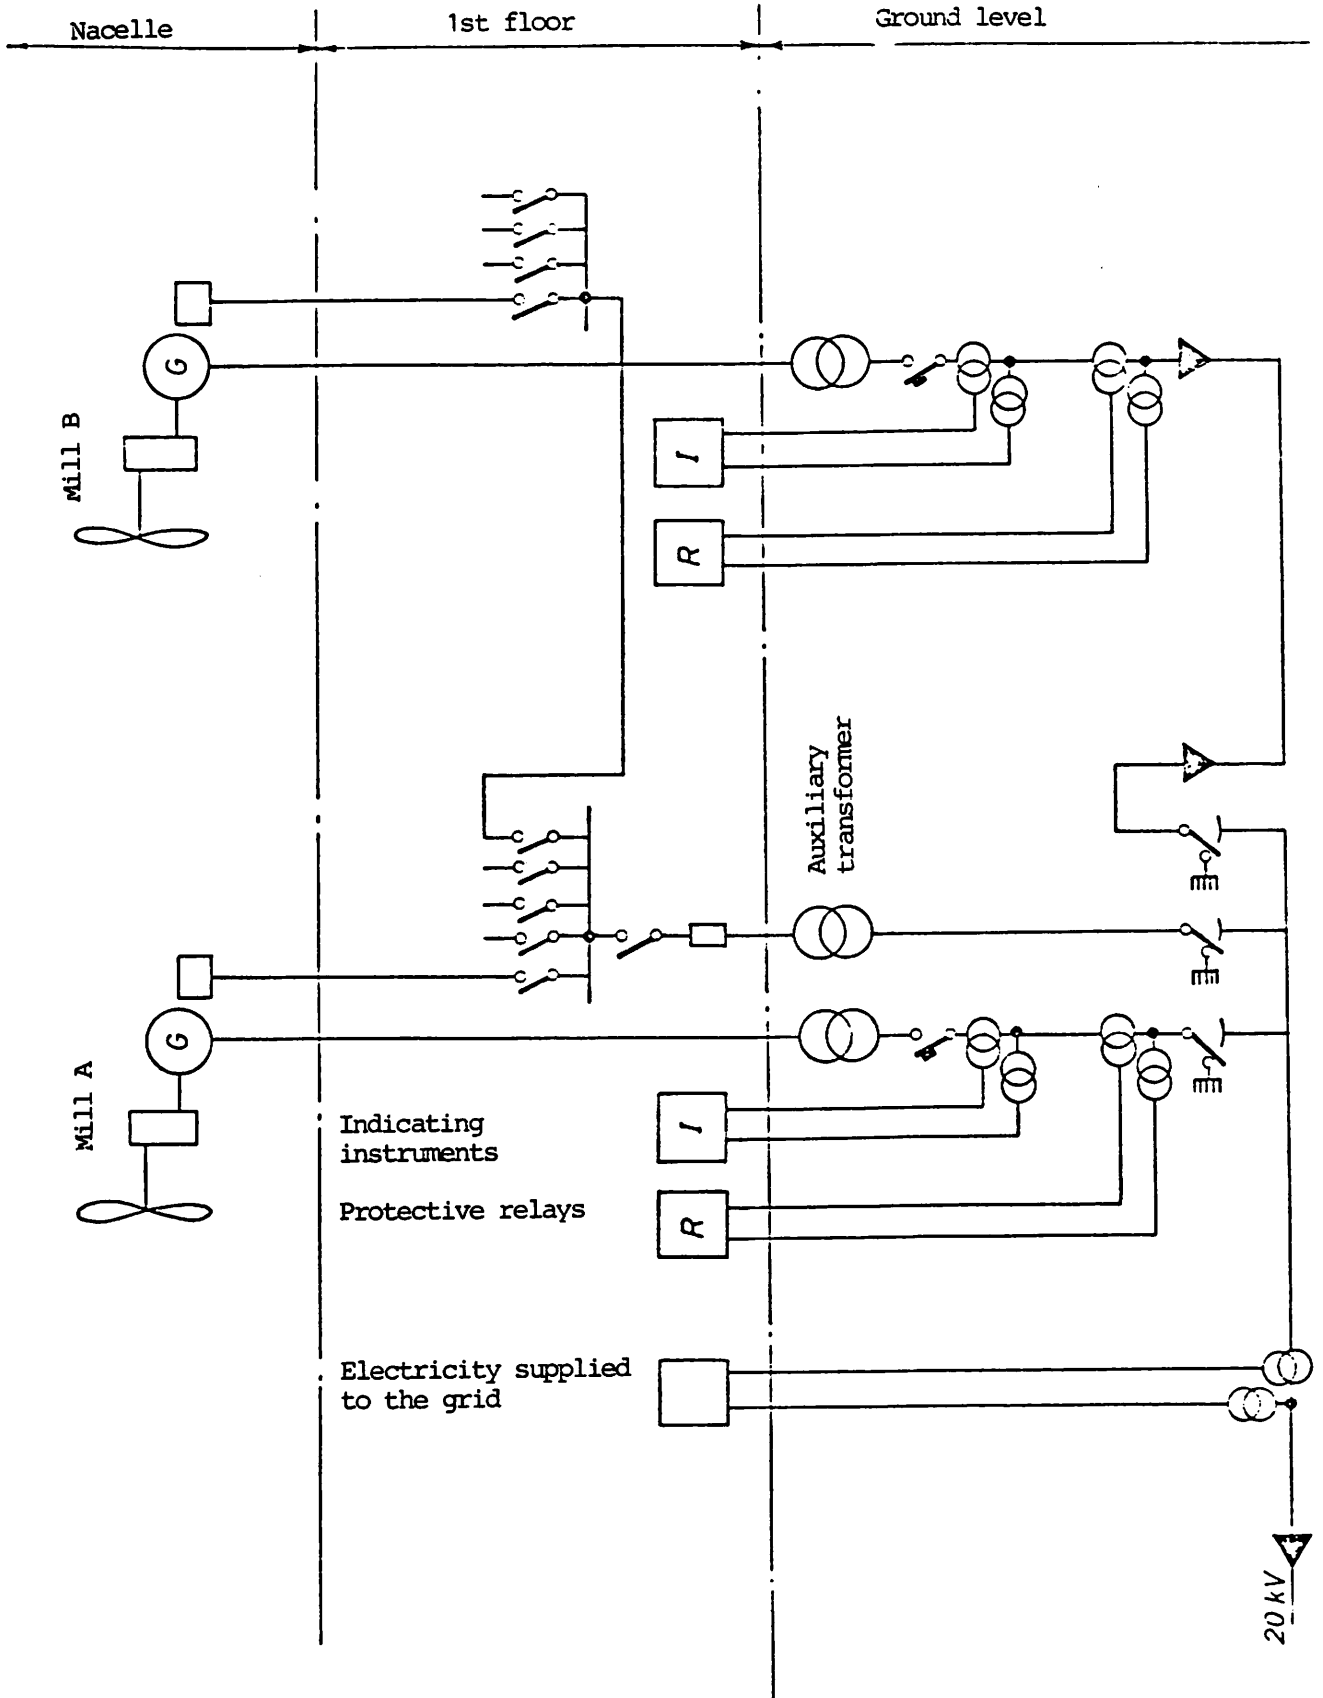 Nacelle
1st floor
Ground level
G
Mill B
I
R
Auxiliary
transformer
G
Mill A
Indicating
instruments
I
Protective relays
R
Electricity supplied
to the grid
20 kV